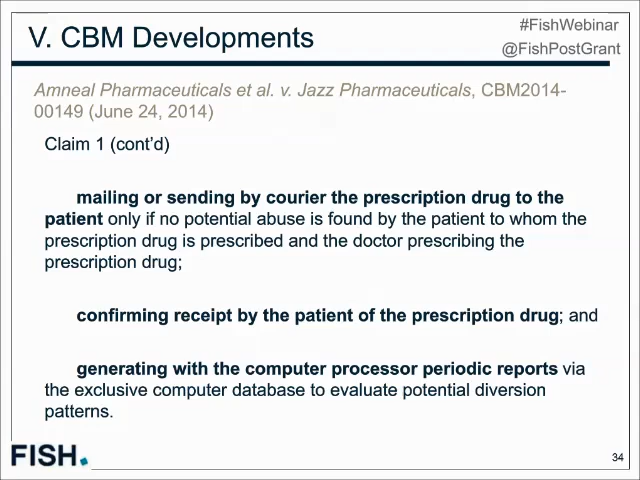 V. CBM Developments
#FishWebinar
@FishPostGrant
Amneal Pharmaceuticals et al. v. Jazz Pharmaceuticals, CBM2014-
00149 (June 24, 2014)
Claim 1 (cont’d)
mailing or sending by courier the prescription drug to the
patient only if no potential abuse is found by the patient to whom the
prescription drug is prescribed and the doctor prescribing the
prescription drug;
confirming receipt by the patient of the prescription drug; and
generating with the computer processor periodic reports via
the exclusive computer database to evaluate potential diversion
patterns.
FISH.
34